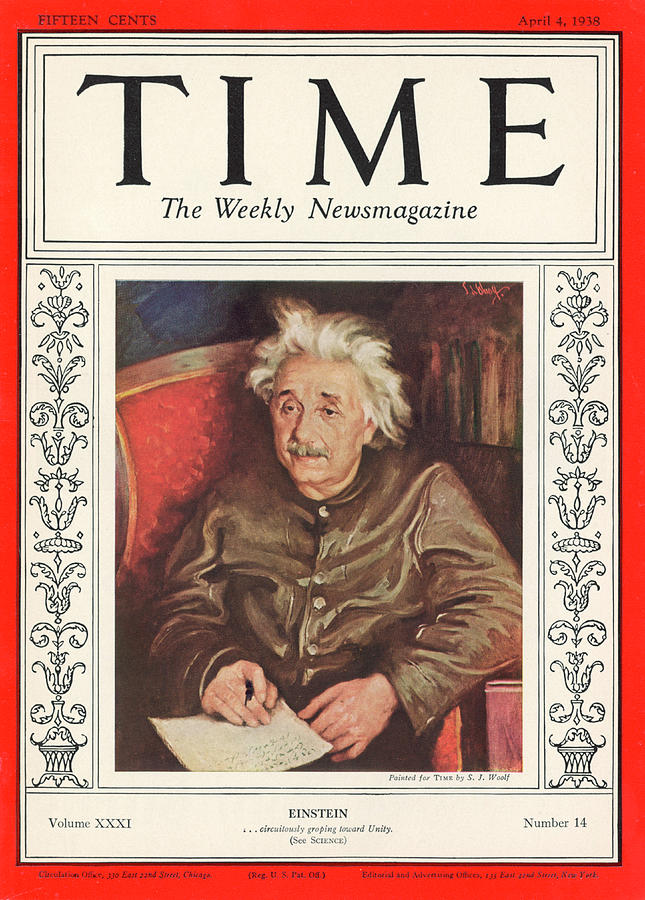 FIFTEEN CENTS
April 4, 1938
TIME
The Weekly Newsmagazine
Painted for TIME by S. J. Woolf
EINSTEIN
. . . circuitously groping toward Unity.
(See SCIENCE)
Volume XXXI
Number 14
Circulation Office, 330 East 22nd Street, Chicago.
(Reg. U. S. Pat. Off.)
Editorial and Advertising Offices, 135 East 42nd Street, New York.